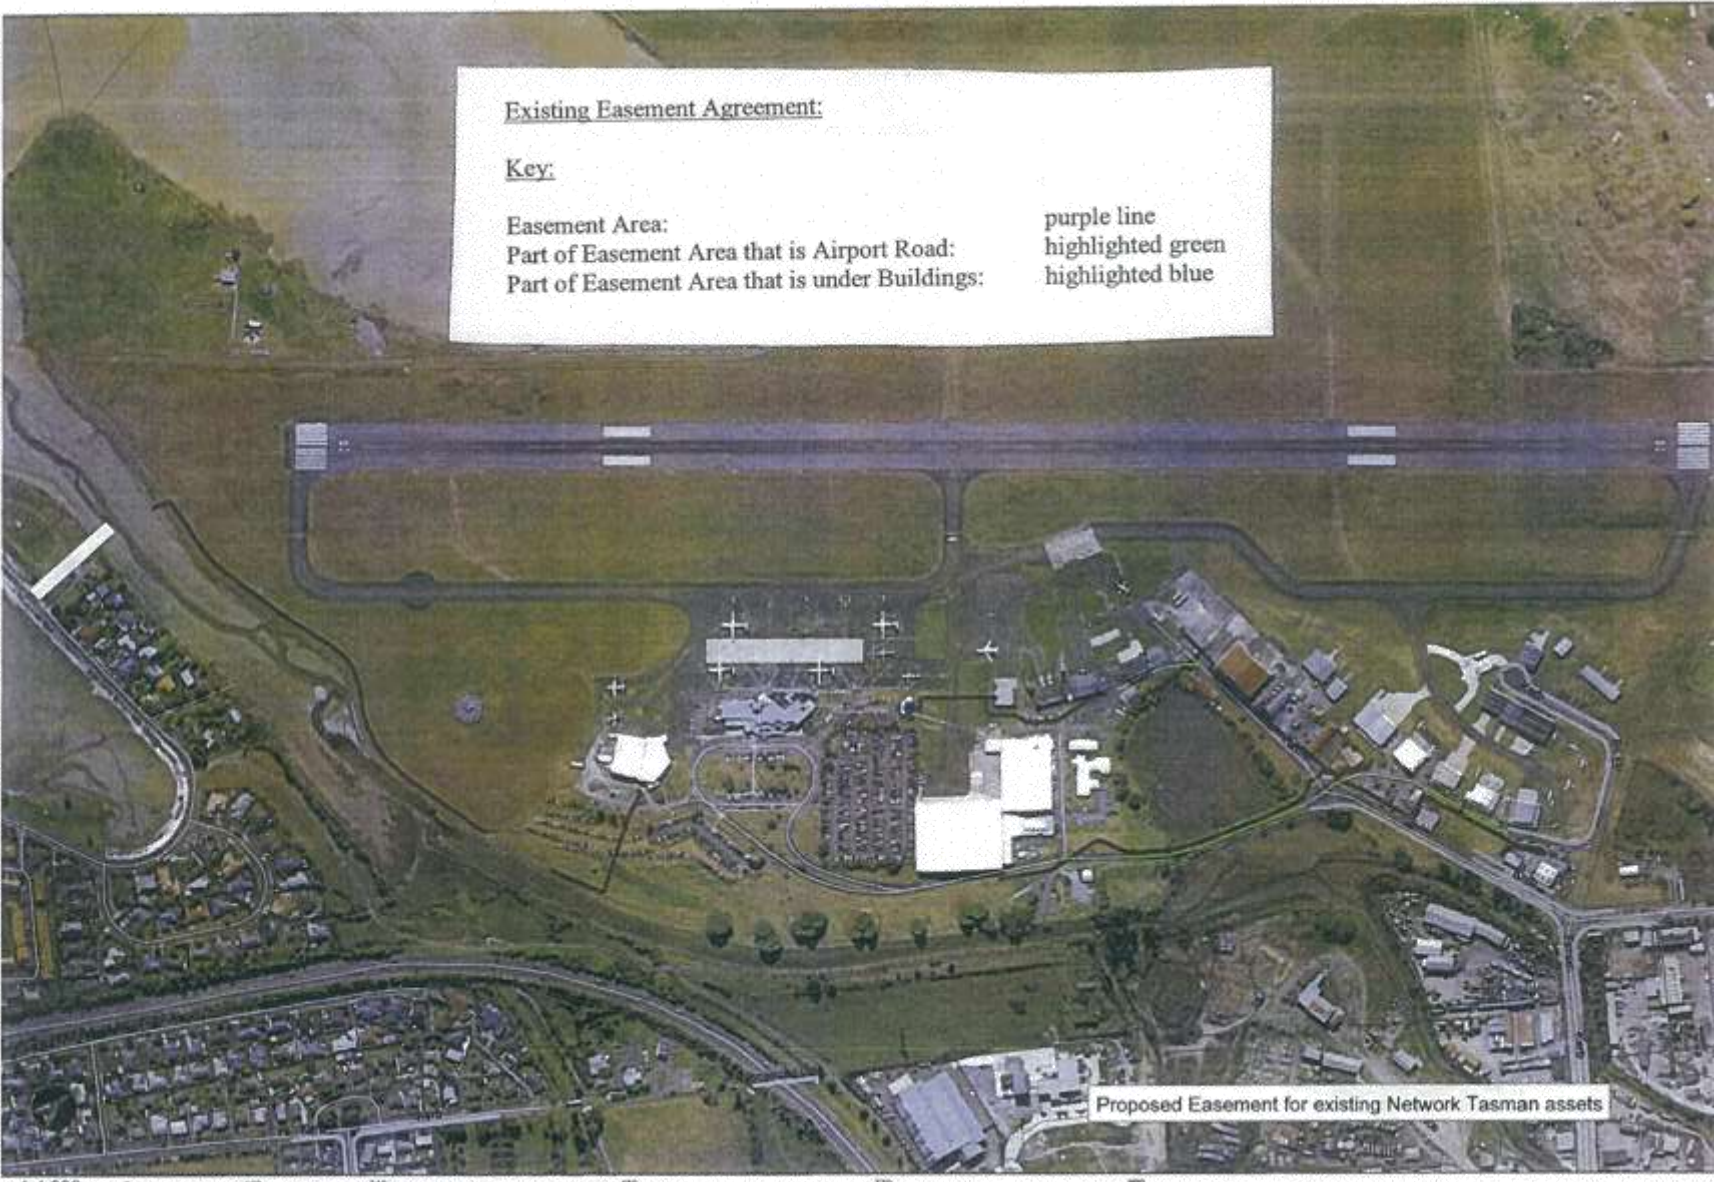 Existing Easement Agreement:
Key:
Easement Area: purple line
Part of Easement Area that is Airport Road: highlighted green
Part of Easement Area that is under Buildings: highlighted blue
Proposed Easement for existing Network Tasman assets